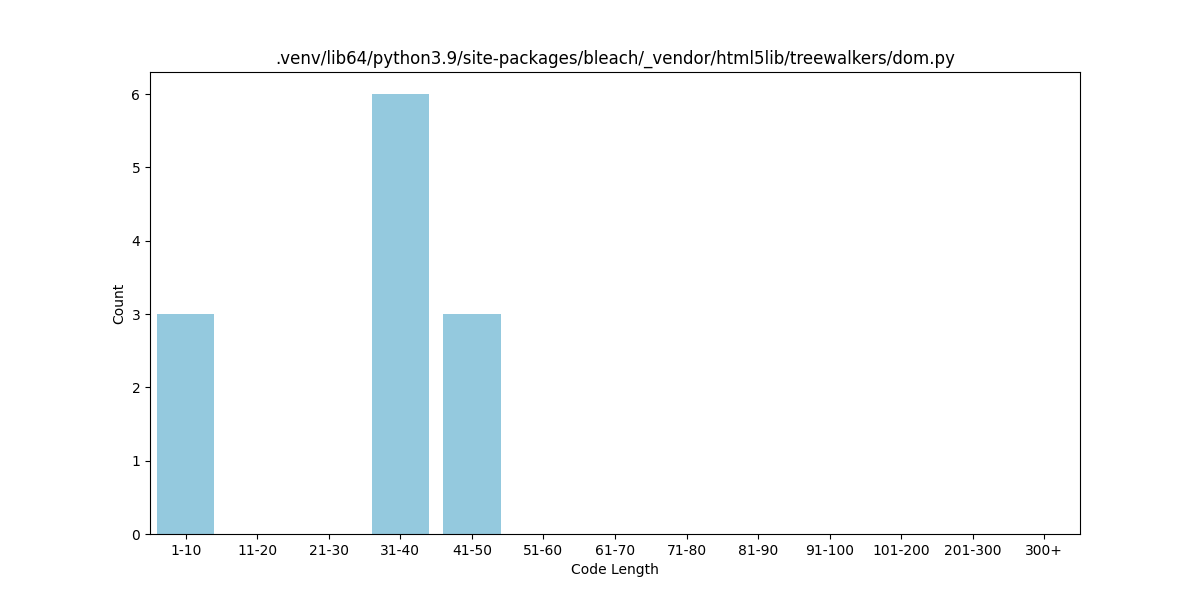 .venv/lib64/python3.9/site-packages/bleach/_vendor/html5lib/treewalkers/dom.py
6
5
4
3
2
1
0
Count
1-10 11-20 21-30 31-40 41-50 51-60 61-70 71-80 81-90 91-100 101-200 201-300 300+
Code Length